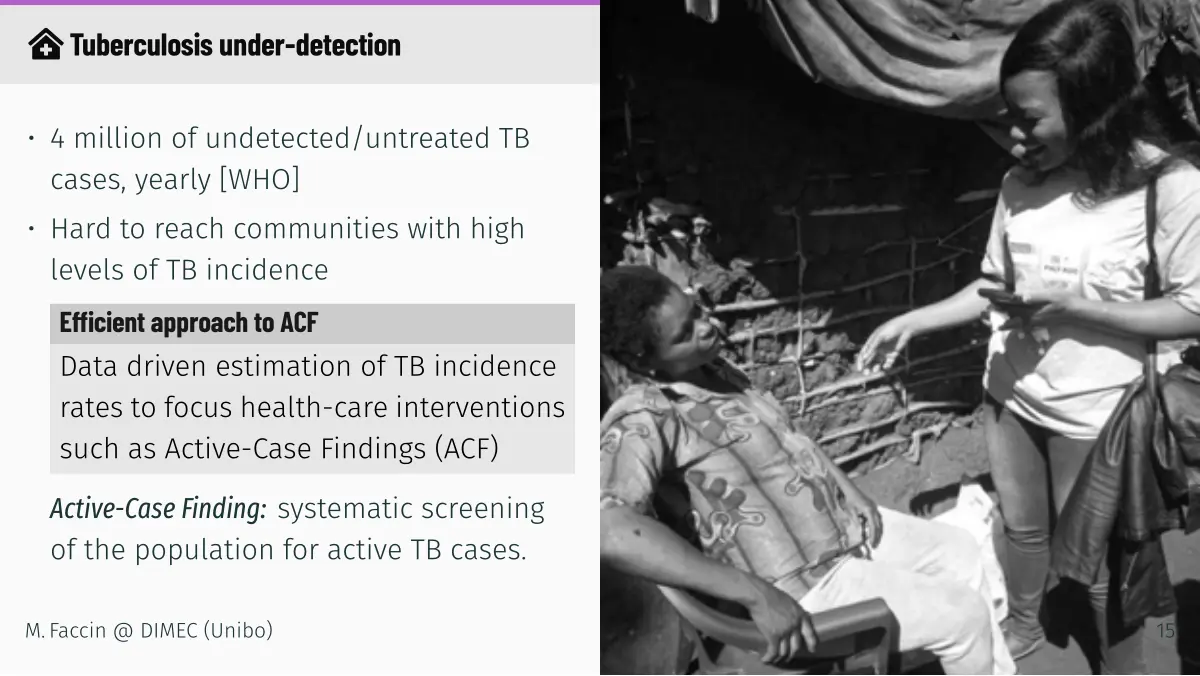 Tuberculosis under-detection
• 4 million of undetected/untreated TB
cases, yearly [WHO]
• Hard to reach communities with high
levels of TB incidence
Efficient approach to ACF
Data driven estimation of TB incidence
rates to focus health-care interventions
such as Active-Case Findings (ACF)
Active-Case Finding: systematic screening
of the population for active TB cases.
M. Faccin @ DIMEC (Unibo)
15